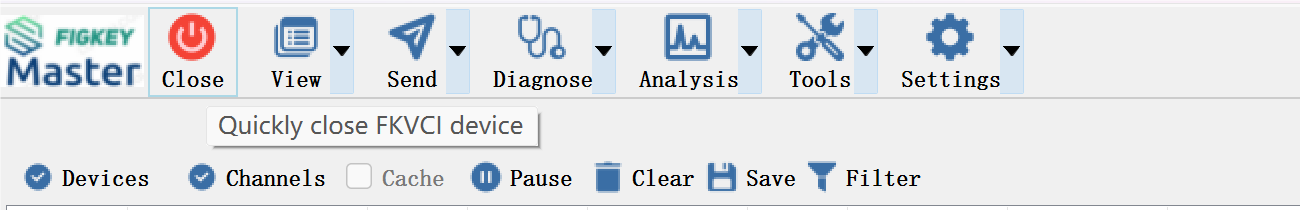 FIGKEY
Master
Close
View
Send
Diagnose
Analysis
Tools
Settings
Quickly close FKVCI device
Devices
Channels
Cache
Pause
Clear
Save
Filter